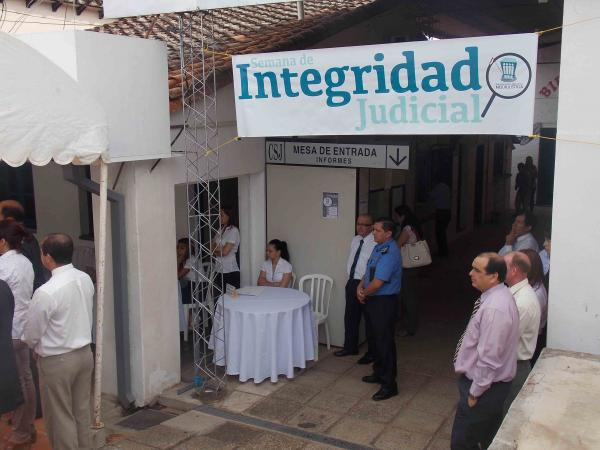 Semana de
Integridad
Judicial
CSJ MESA DE ENTRADA
INFORMES